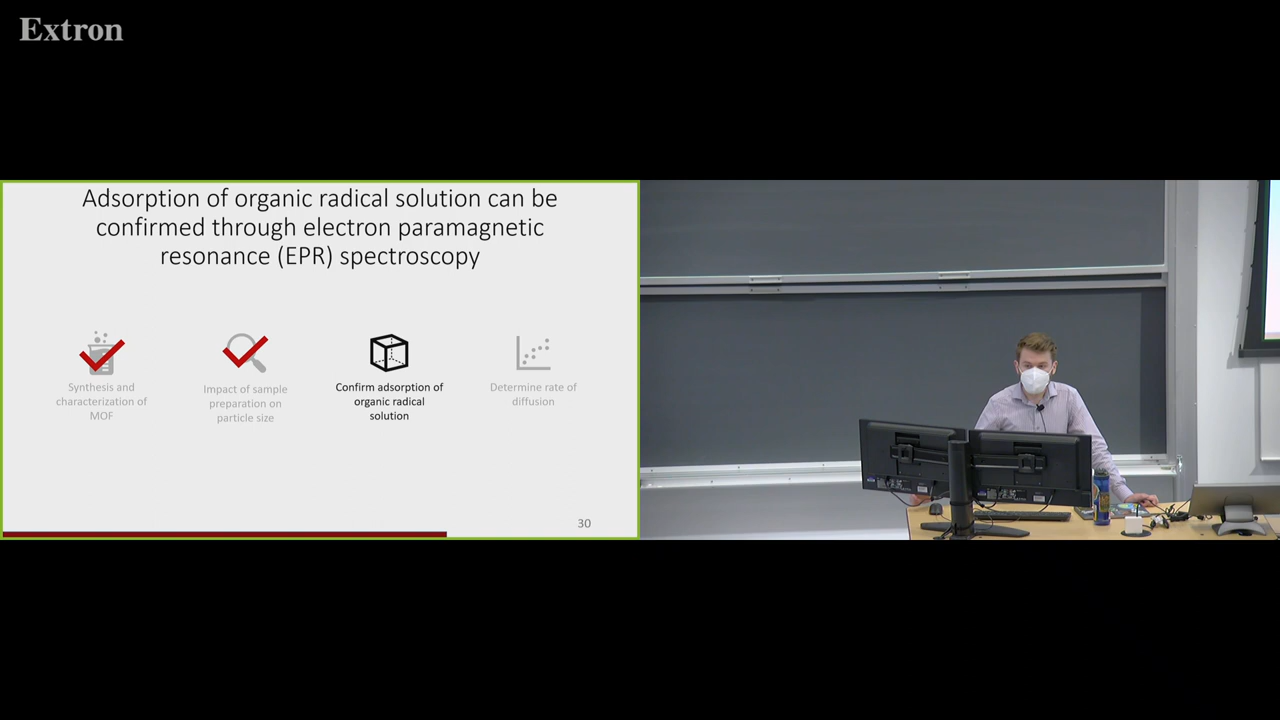 Extron
Adsorption of organic radical solution can be
confirmed through electron paramagnetic
resonance (EPR) spectroscopy
Synthesis and
characterization of
MOF
Impact of sample
preparation on
particle size
Confirm adsorption of
organic radical
solution
Determine rate of
diffusion
30